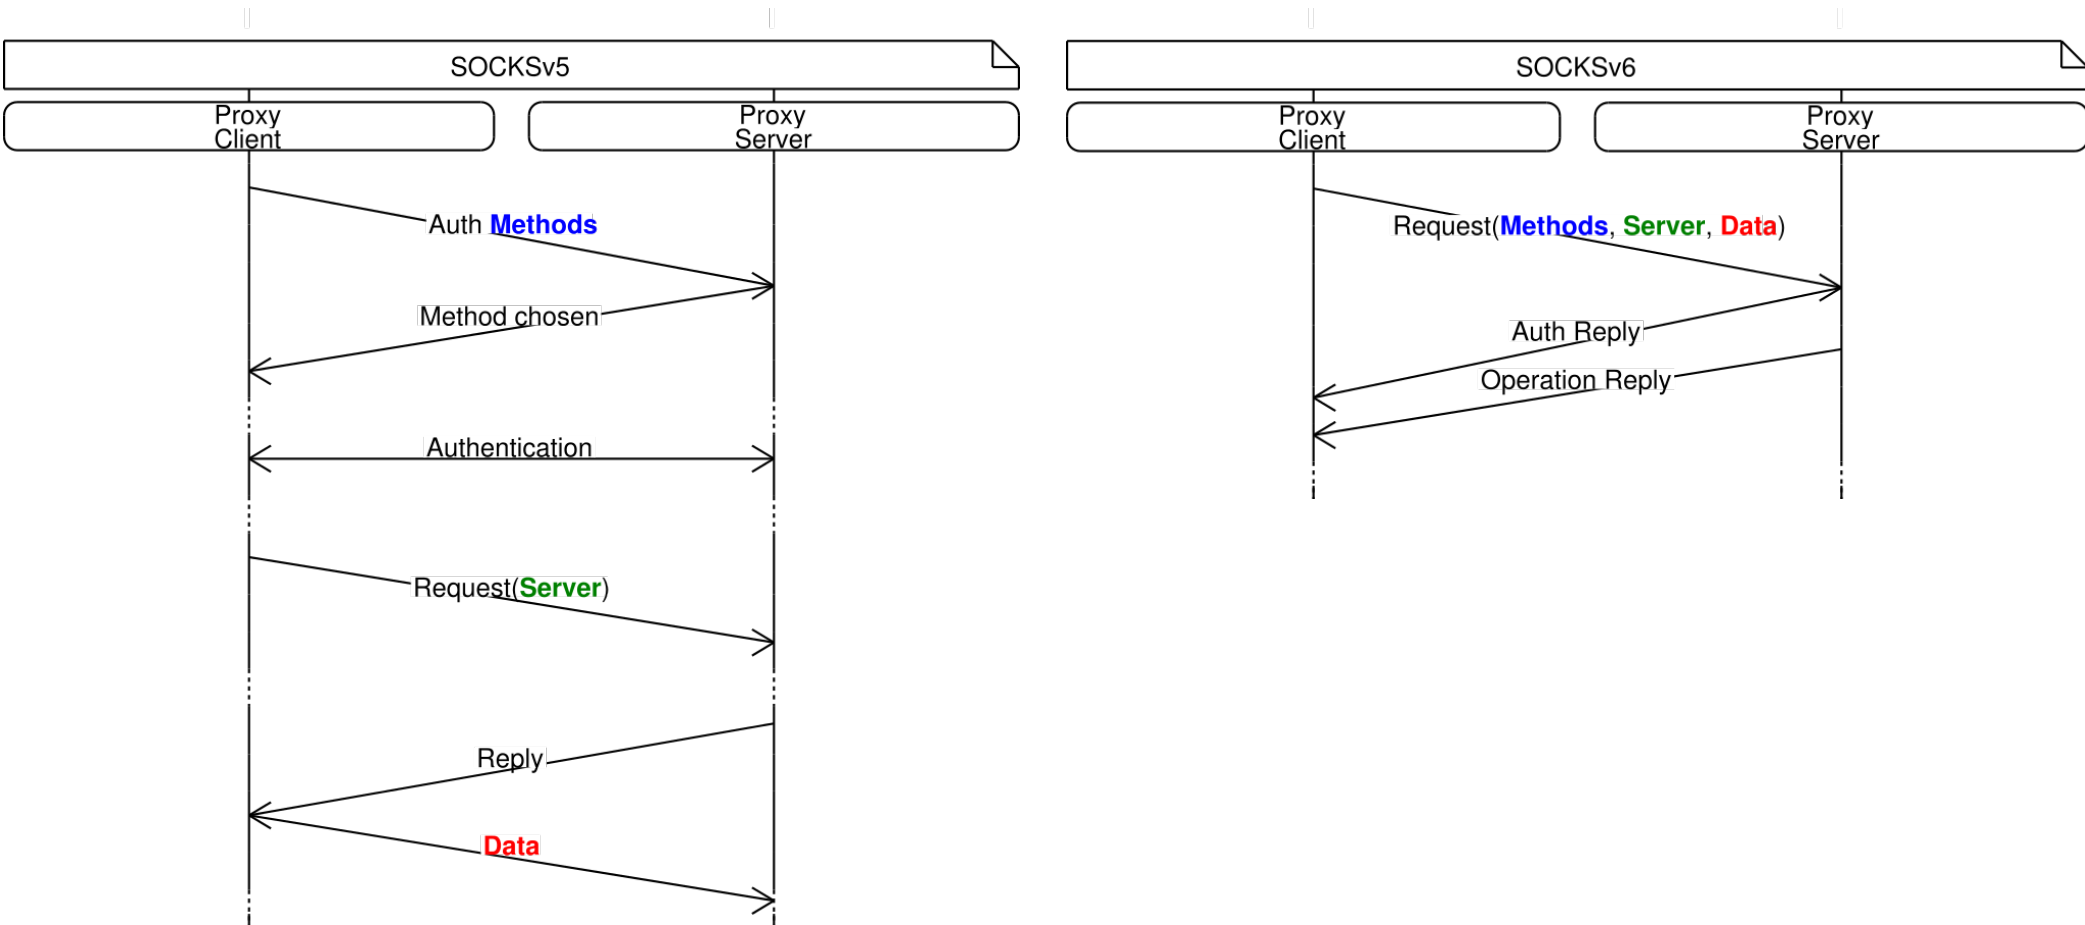 SOCKSv5
Proxy
Client
Proxy
Server
Auth Methods
Method chosen
Authentication
Request(Server)
Reply
Data
SOCKSv6
Proxy
Client
Proxy
Server
Request(Methods, Server, Data)
Auth Reply
Operation Reply